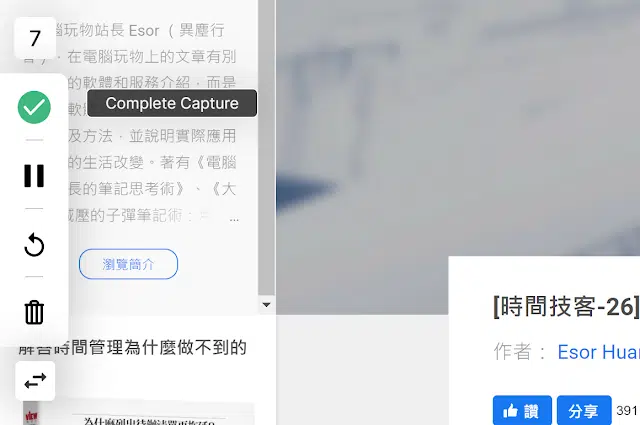 7
腦玩物站長 Esor （異塵行
，在電腦玩物上的文章有別
的軟體和服務介紹，而是
Complete Capture
及方法，並說明實際應用
的生活改變。著有《電腦
長的筆記思考術》、《大
減壓的子彈筆記術：
...
瀏覽簡介
解答時間管理為什麼做不到的
[時間技客-26]
作者： Esor Huan
讚 分享 391
VIEW